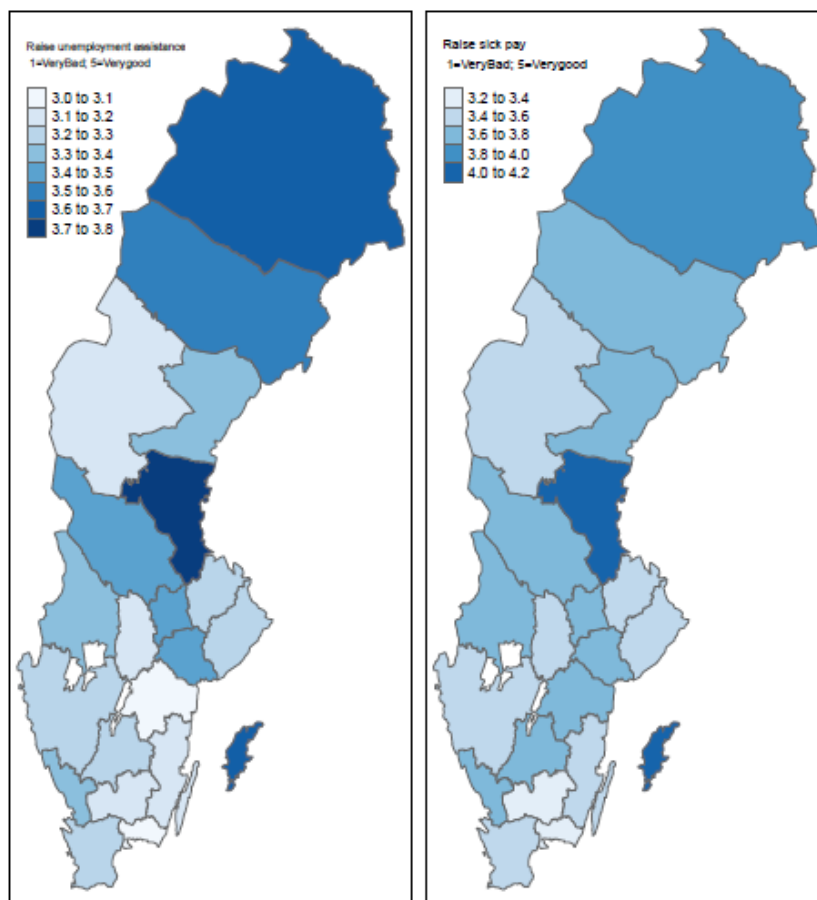 Raise unemployment assistance
1=VeryBad; 5=Verygood
3.0 to 3.1
3.1 to 3.2
3.2 to 3.3
3.3 to 3.4
3.4 to 3.5
3.5 to 3.6
3.6 to 3.7
3.7 to 3.8
Raise sick pay
1=VeryBad; 5=Verygood
3.2 to 3.4
3.4 to 3.6
3.6 to 3.8
3.8 to 4.0
4.0 to 4.2